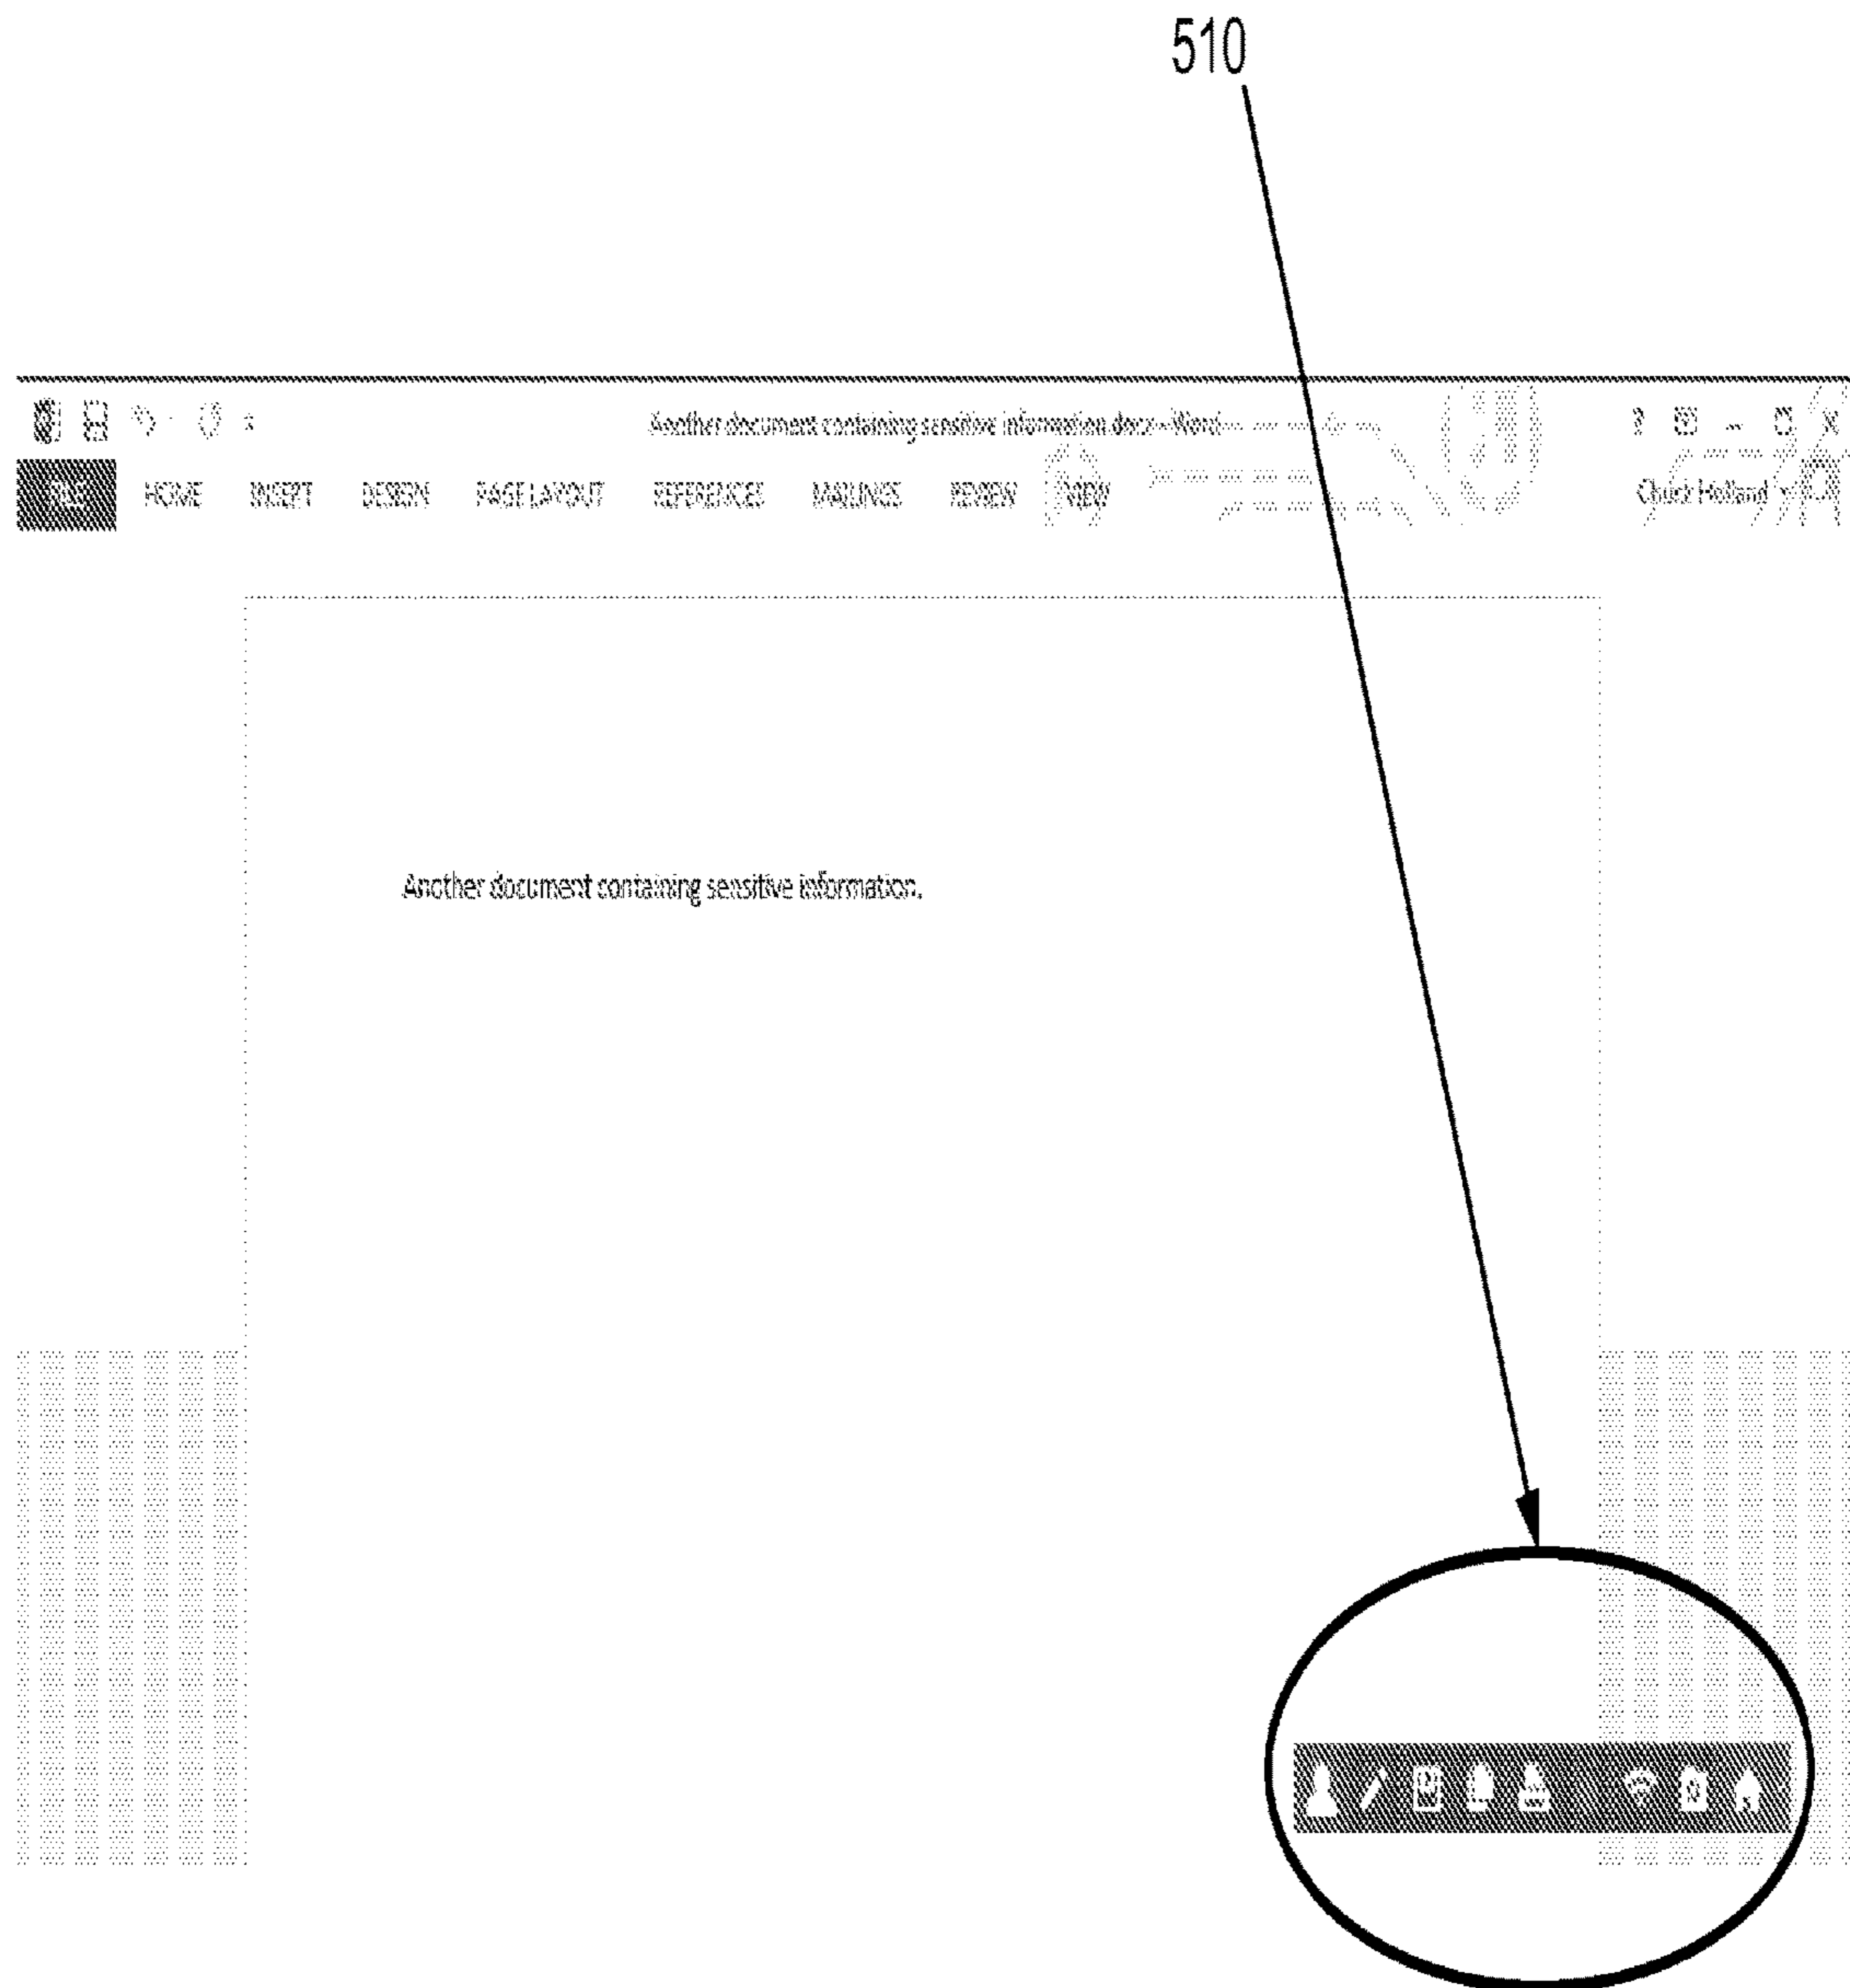 510
Another document containing sensitive information.docx - Word
FILE HOME INSERT DESIGN PAGE LAYOUT REFERENCES MAILINGS REVIEW VIEW Chuck Holland
Another document containing sensitive information.